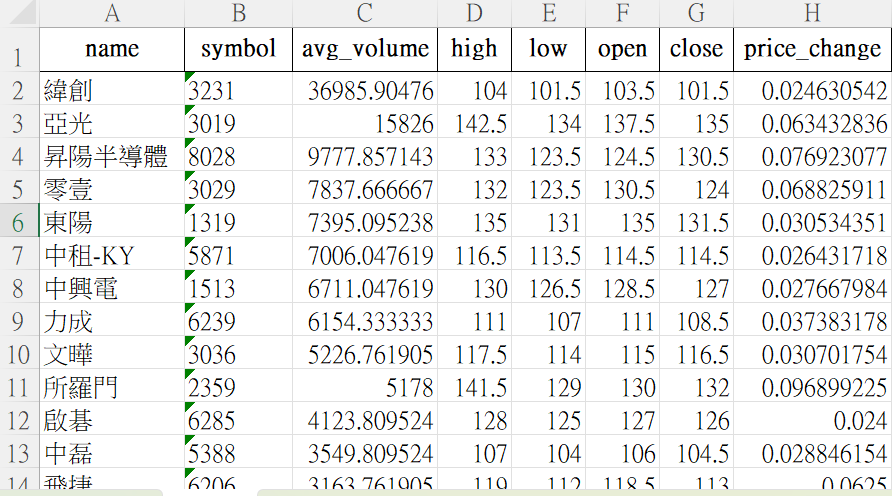 A B C D E F G H
1 name symbol avg_volume high low open close price_change
2 緯創 3231 36985.90476 104 101.5 103.5 101.5 0.024630542
3 亞光 3019 15826 142.5 134 137.5 135 0.063432836
4 昇陽半導體 8028 9777.857143 133 123.5 124.5 130.5 0.076923077
5 零壹 3029 7837.666667 132 123.5 130.5 124 0.068825911
6 東陽 1319 7395.095238 135 131 135 131.5 0.030534351
7 中租-KY 5871 7006.047619 116.5 113.5 114.5 114.5 0.026431718
8 中興電 1513 6711.047619 130 126.5 128.5 127 0.027667984
9 力成 6239 6154.333333 111 107 111 108.5 0.037383178
10 文曄 3036 5226.761905 117.5 114 115 116.5 0.030701754
11 所羅門 2359 5178 141.5 129 130 132 0.096899225
12 啟碁 6285 4123.809524 128 125 127 126 0.024
13 中磊 5388 3549.809524 107 104 106 104.5 0.028846154
14 飛捷 6206 3163.761905 119 112 118.5 113 0.0625